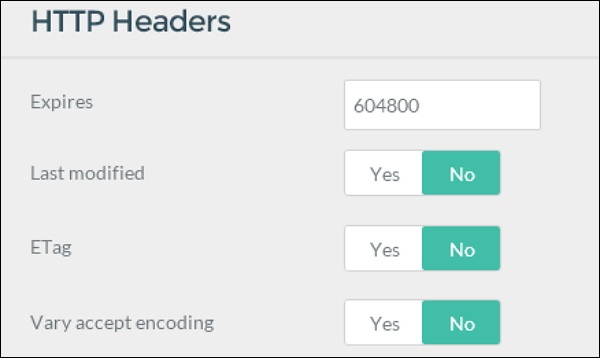 HTTP Headers
Expires 604800
Last modified Yes No
ETag Yes No
Vary accept encoding Yes No